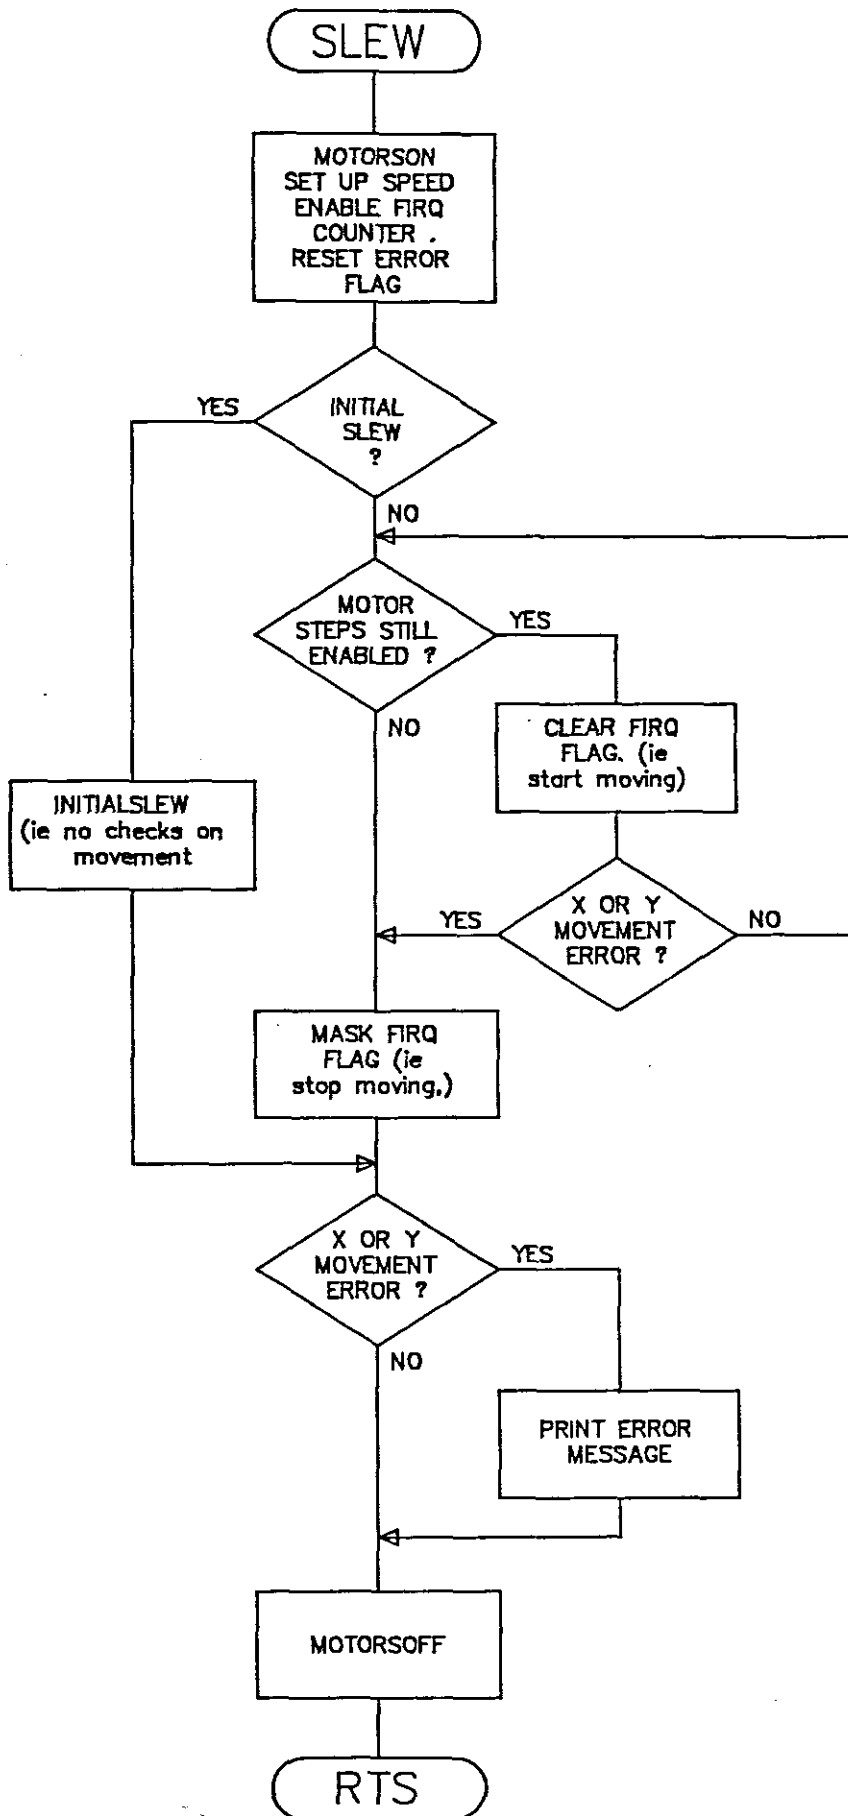 SLEW
MOTORSON
SET UP SPEED
ENABLE FIRQ
COUNTER .
RESET ERROR
FLAG
YES
INITIAL
SLEW
?
NO
MOTOR
STEPS STILL
ENABLED ?
YES
NO
CLEAR FIRQ
FLAG. (ie
start moving)
INITIALSLEW
(ie no checks on
movement
YES
X OR Y
MOVEMENT
ERROR ?
NO
MASK FIRQ
FLAG (ie
stop moving.)
X OR Y
MOVEMENT
ERROR ?
YES
NO
PRINT ERROR
MESSAGE
MOTORSOFF
RTS